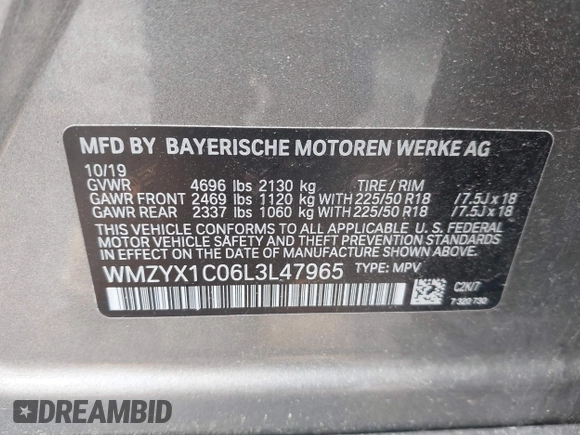 MFD BY BAYERISCHE MOTOREN WERKE AG
10/19
GVWR 4696 lbs 2130 kg TIRE / RIM
GAWR FRONT 2469 lbs 1120 kg WITH 225/50 R18 /7.5J x 18
GAWR REAR 2337 lbs 1060 kg WITH 225/50 R18 /7.5J x 18
THIS VEHICLE CONFORMS TO ALL APPLICABLE U. S. FEDERAL
MOTOR VEHICLE SAFETY AND THEFT PREVENTION STANDARDS
IN EFFECT ON THE DATE OF MANUFACTURE SHOWN ABOVE.
WMZYX1C06L3L47965 TYPE: MPV
C2K/7
7 320 730
DREAMBID